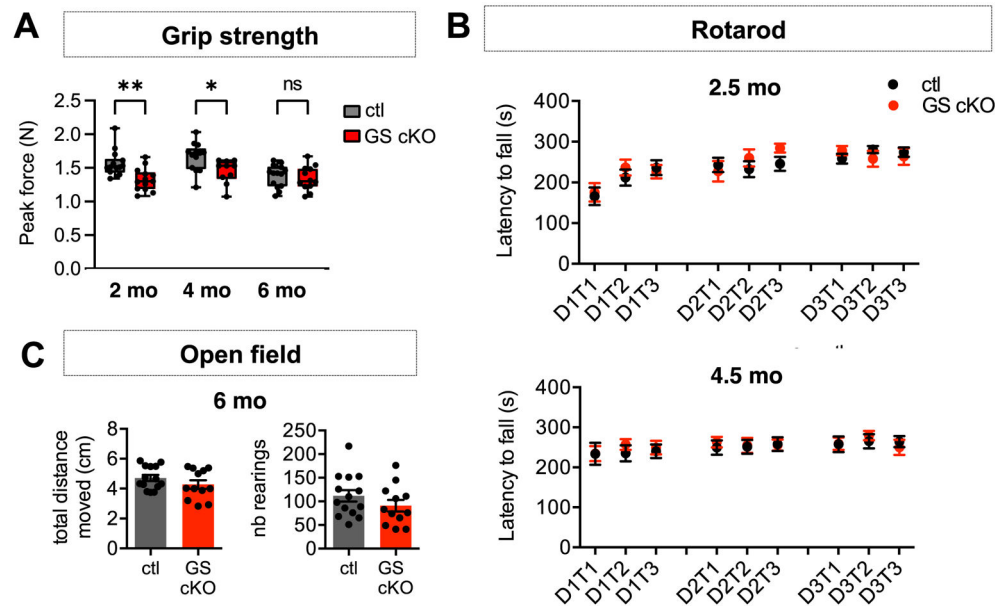 A
Grip strength
** * ns
2.5
2.0
1.5
1.0
0.5
0.0
Peak force (N)
ctl
GS cKO
2 mo 4 mo 6 mo
B
Rotarod
2.5 mo
ctl
GS cKO
400
300
200
100
0
Latency to fall (s)
D1T1 D1T2 D1T3 D2T1 D2T2 D2T3 D3T1 D3T2 D3T3
4.5 mo
400
300
200
100
0
Latency to fall (s)
D1T1 D1T2 D1T3 D2T1 D2T2 D2T3 D3T1 D3T2 D3T3
C
Open field
6 mo
8
6
4
2
0
total distance
moved (cm)
ctl GS
cKO
250
200
150
100
50
0
nb rearings
ctl GS
cKO